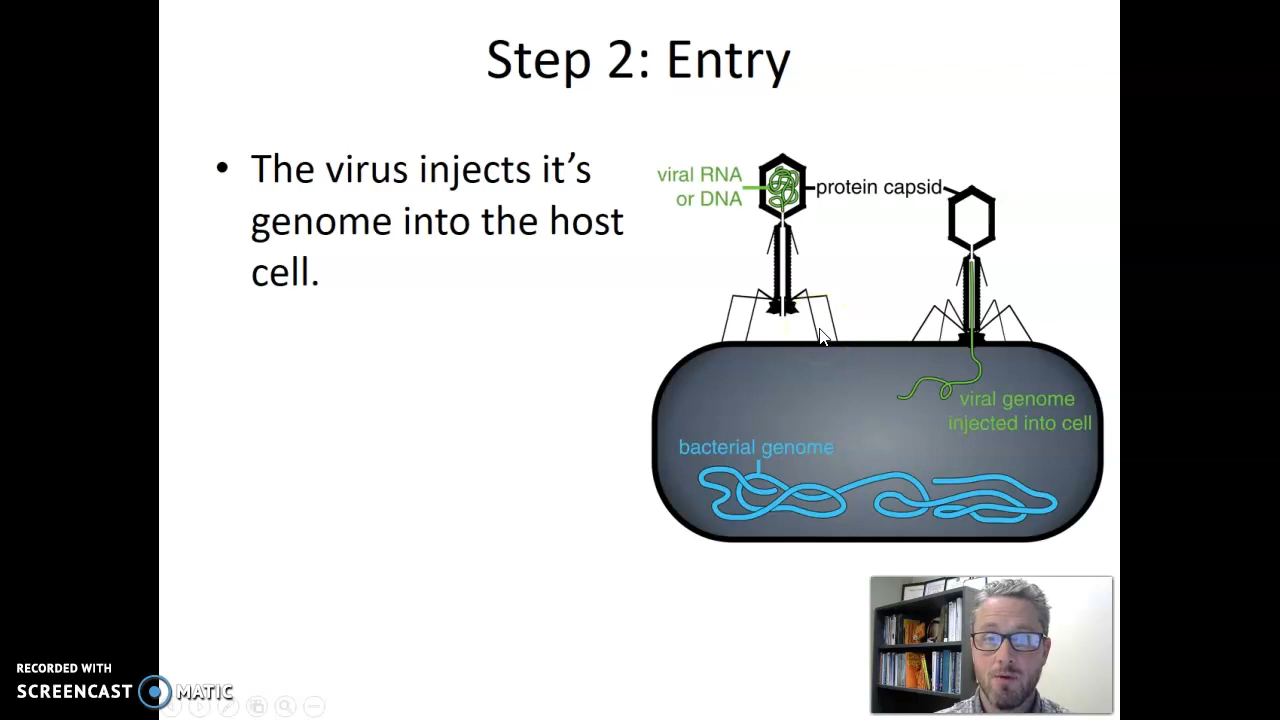 Step 2: Entry
• The virus injects it’s
genome into the host
cell.
viral RNA
or DNA
protein capsid
viral genome
injected into cell
bacterial genome
RECORDED WITH
SCREENCAST MATIC